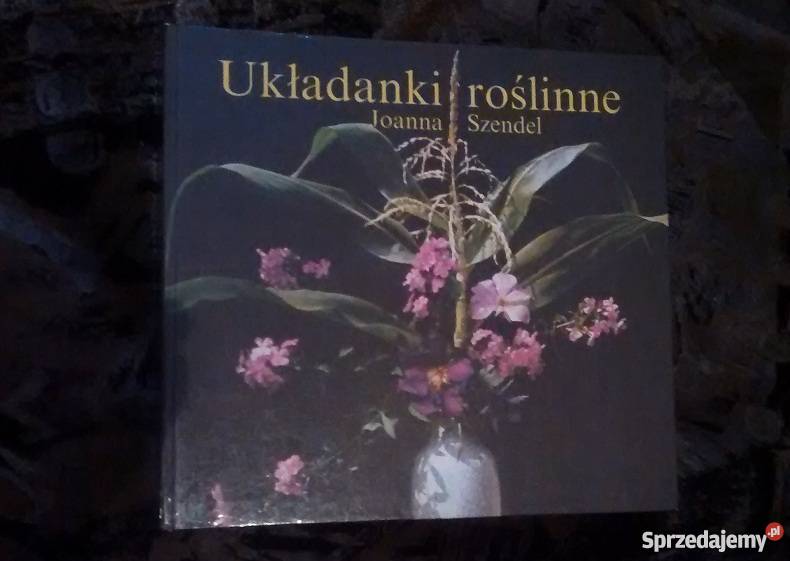 Układanki roślinne
Joanna Szendel
Sprzedajemy.pl